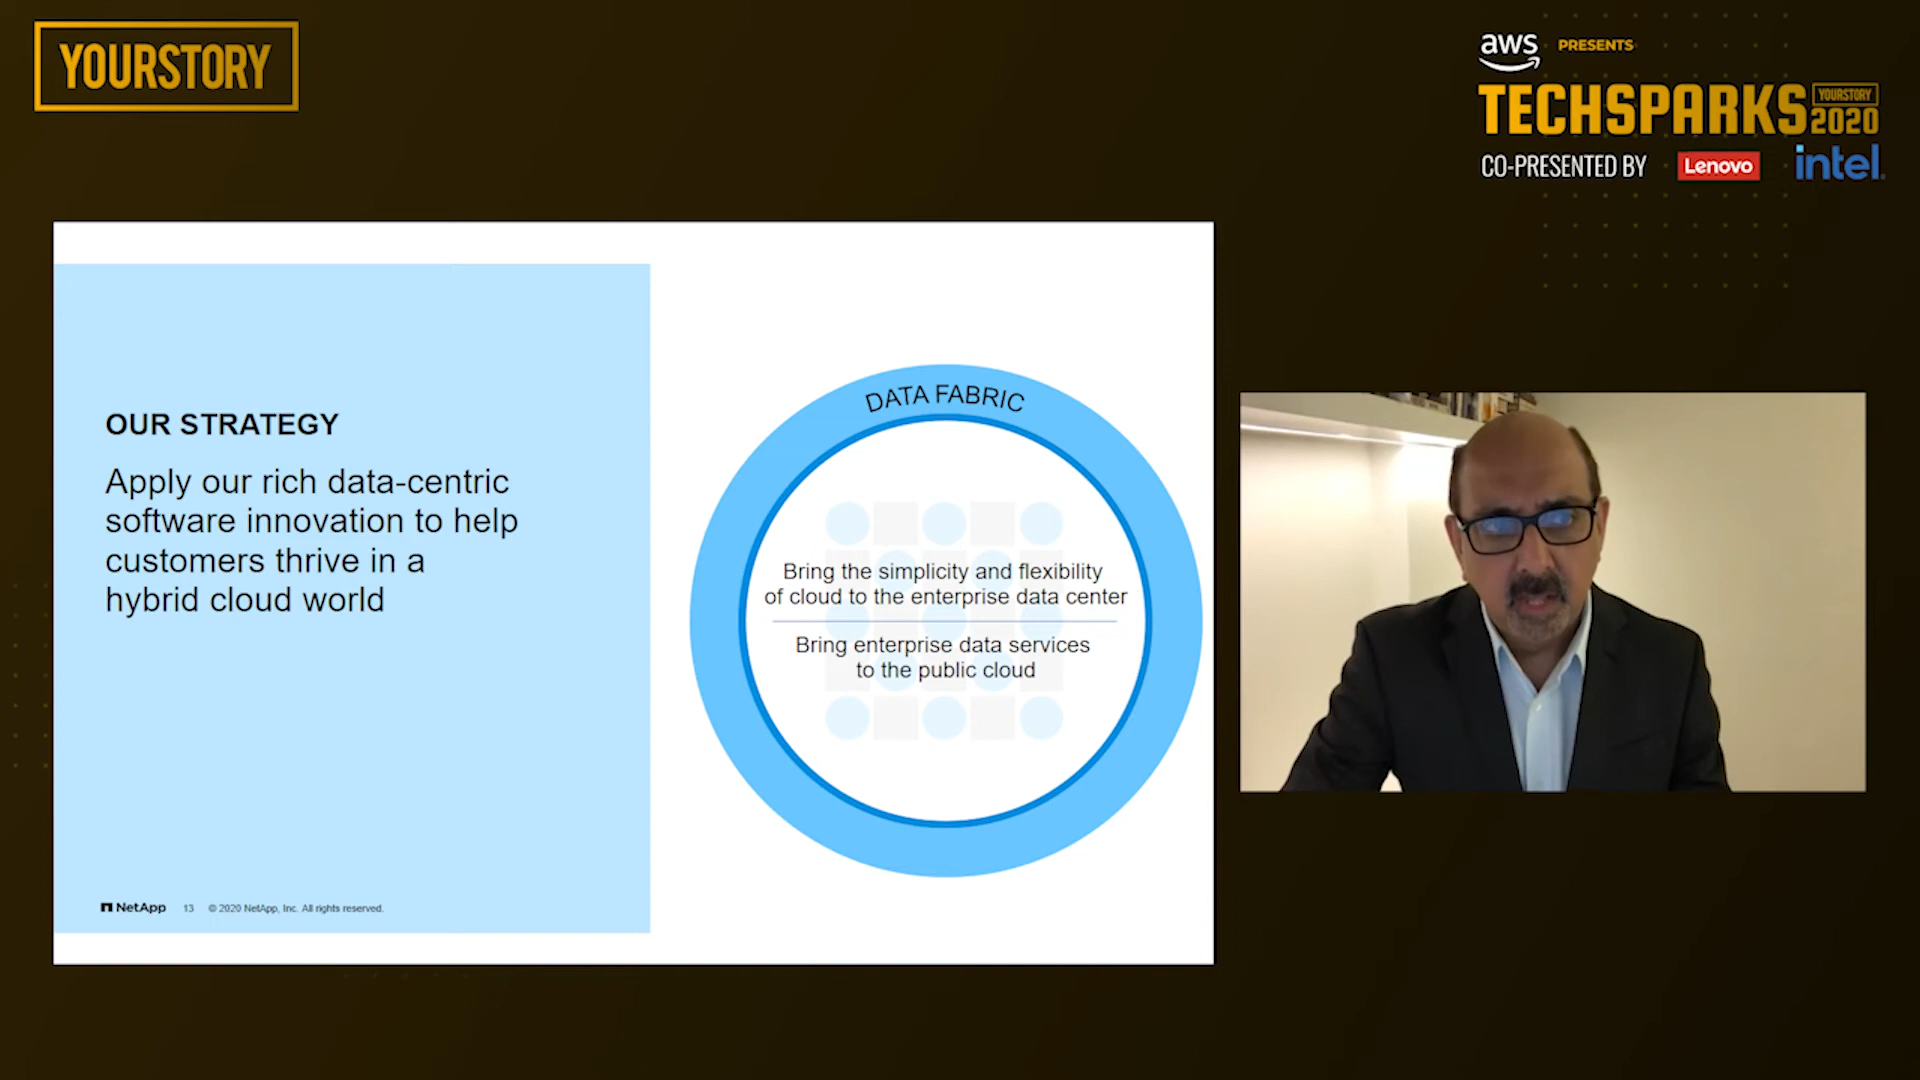 YOURSTORY
aws PRESENTS
TECHSPARKS YOURSTORY 2020
CO-PRESENTED BY Lenovo intel.
OUR STRATEGY
Apply our rich data-centric
software innovation to help
customers thrive in a
hybrid cloud world
NetApp 13 © 2020 NetApp, Inc. All rights reserved.
DATA FABRIC
Bring the simplicity and flexibility
of cloud to the enterprise data center
Bring enterprise data services
to the public cloud